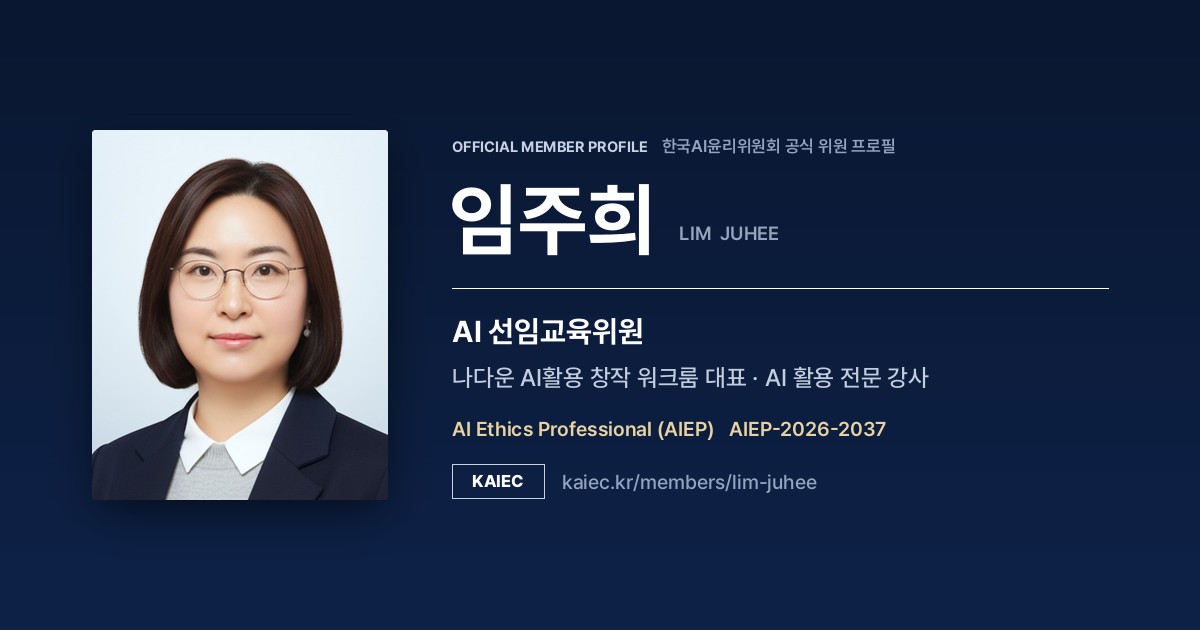 OFFICIAL MEMBER PROFILE 한국AI윤리위원회 공식 위원 프로필
임주희 LIM JUHEE
AI 선임교육위원
나다운 AI활용 창작 워크룸 대표 · AI 활용 전문 강사
AI Ethics Professional (AIEP) AIEP-2026-2037
KAIEC kaiec.kr/members/lim-juhee